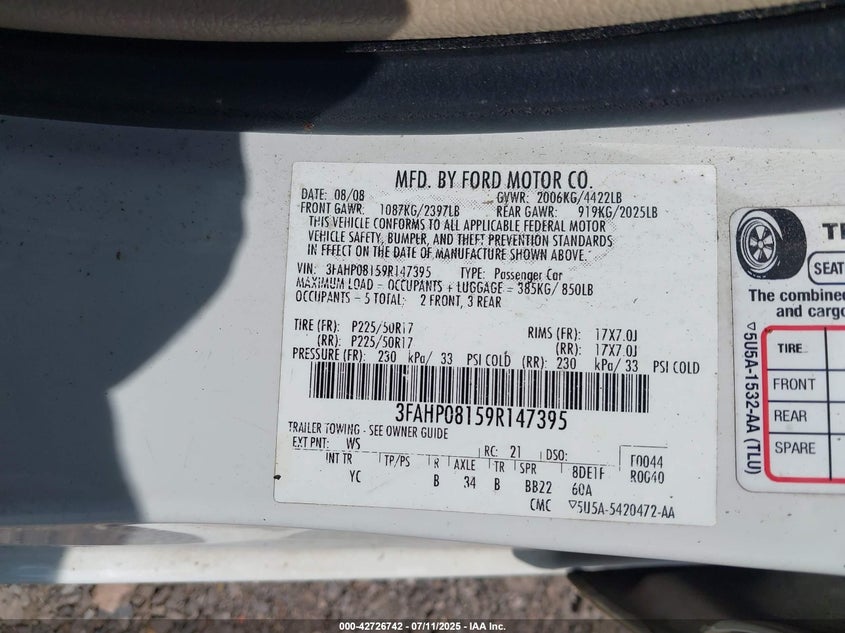 MFD. BY FORD MOTOR CO.
DATE: 08/08 GVWR: 2006KG/4422LB
FRONT GAWR: 1087KG/2397LB REAR GAWR: 919KG/2025LB
THIS VEHICLE CONFORMS TO ALL APPLICABLE FEDERAL MOTOR
VEHICLE SAFETY, BUMPER, AND THEFT PREVENTION STANDARDS
IN EFFECT ON THE DATE OF MANUFACTURE SHOWN ABOVE.
VIN: 3FAHP08159R147395 TYPE: Passenger Car
MAXIMUM LOAD = OCCUPANTS + LUGGAGE = 385KG/ 850LB
OCCUPANTS - 5 TOTAL: 2 FRONT, 3 REAR
TIRE (FR): P225/50R17 RIMS (FR): 17X7.0J
(RR): P225/50R17 (RR): 17X7.0J
PRESSURE (FR): 230 kPa/ 33 PSI COLD (RR): 230 kPa/ 33 PSI COLD
3FAHP08159R147395
TRAILER TOWING - SEE OWNER GUIDE
EXT PNT: WS RC: 21 DSO: F0044
INT TR TP/PS R AXLE TR SPR 8DE1F R0G40
YC B 34 B BB22 60A
CMC ▽5U5A-5420472-AA
SEAT
The combined
and cargo
TIRE
FRONT
REAR
SPARE
▽5U5A-1532-AA (TLU)
000-42726742 / 07/11/2025 - IAA Inc.